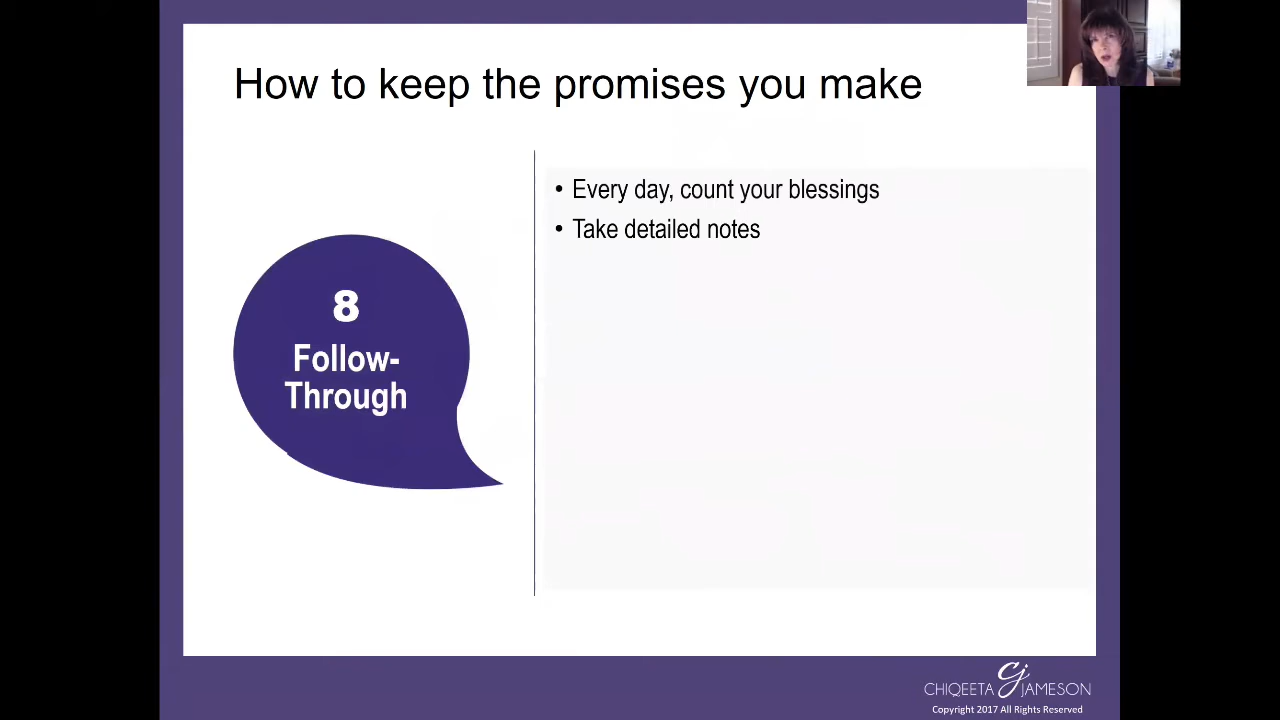 How to keep the promises you make
• Every day, count your blessings
• Take detailed notes
8
Follow-
Through
CHIQEETA CJ JAMESON
Copyright 2017 All Rights Reserved